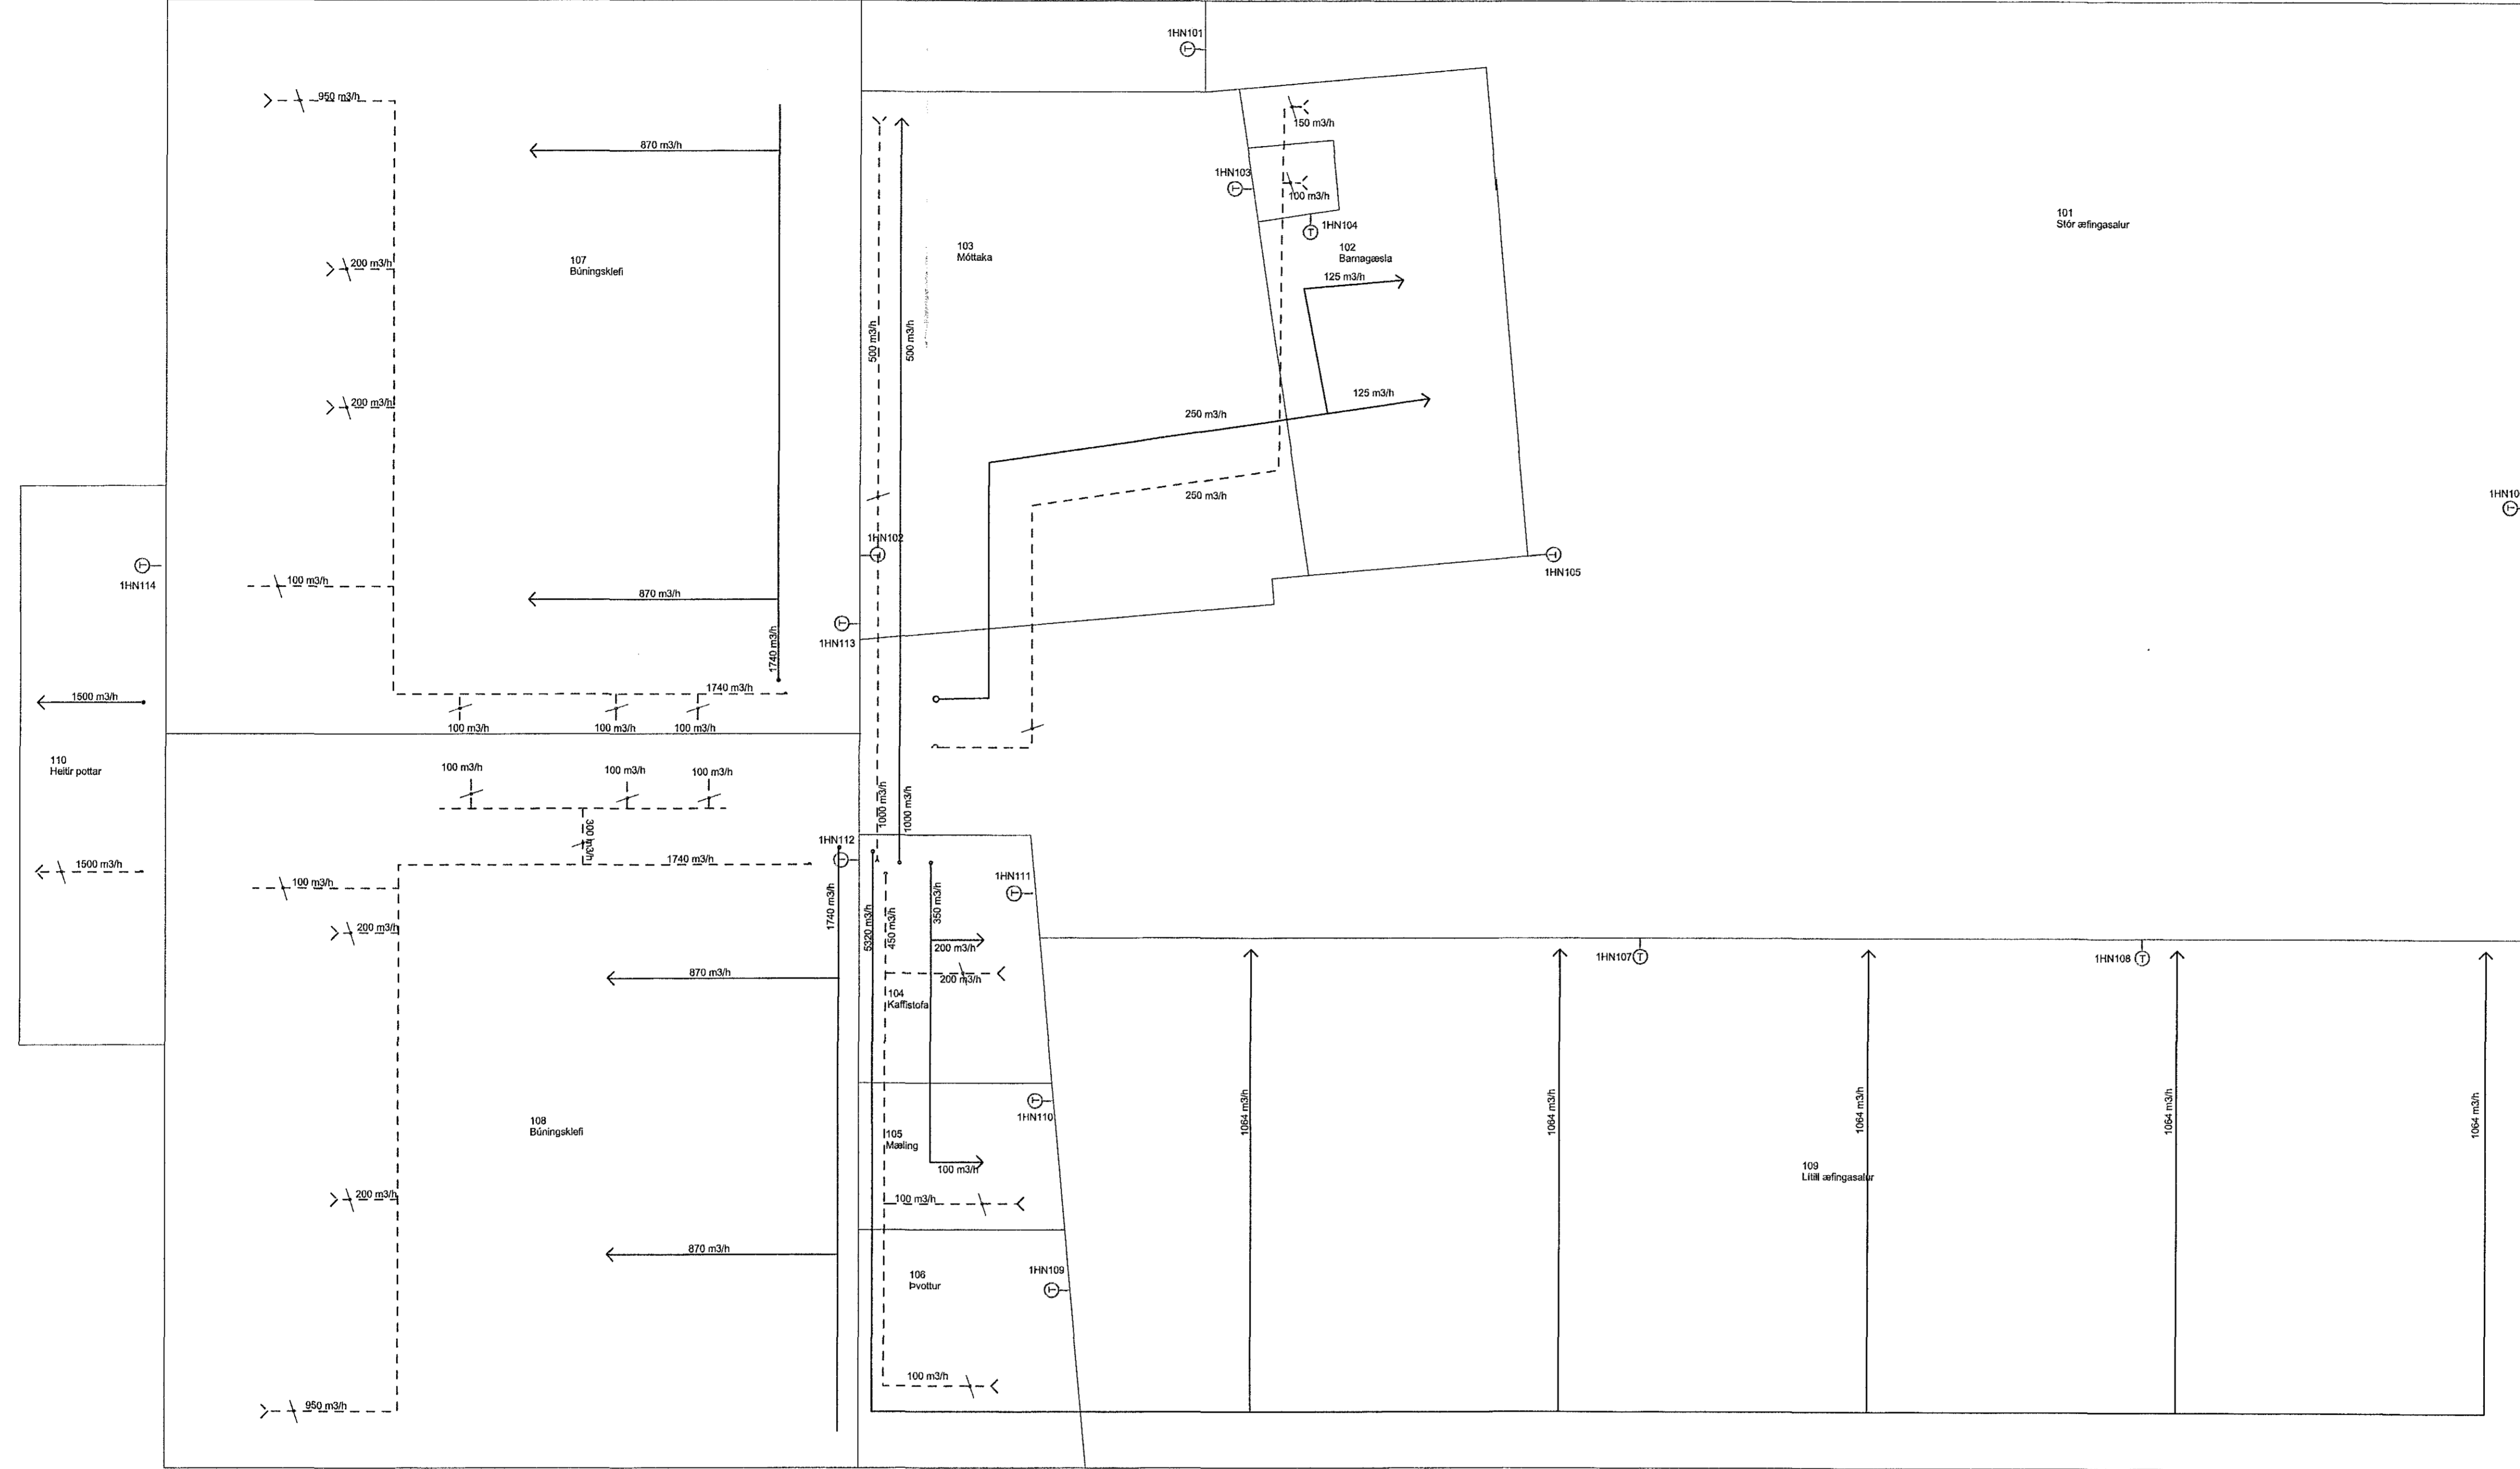 1HN101
950 m3/h
870 m3/h
150 m3/h
1HN103
100 m3/h
1HN104
101
Stór æfingasalur
102
Barnagæsla
103
Móttaka
107
Búningsklefi
200 m3/h
125 m3/h
500 m3/h
500 m3/h
200 m3/h
125 m3/h
250 m3/h
250 m3/h
1HN10
1HN102
1HN105
1HN114
100 m3/h
870 m3/h
1HN113
1740 m3/h
1740 m3/h
1500 m3/h
100 m3/h
100 m3/h
100 m3/h
110
Heitir pottar
100 m3/h
100 m3/h
100 m3/h
1000 m3/h
1000 m3/h
300 m3/h
1HN112
1740 m3/h
1500 m3/h
100 m3/h
1HN111
1740 m3/h
5320 m3/h
450 m3/h
350 m3/h
200 m3/h
200 m3/h
870 m3/h
200 m3/h
1HN107
1HN108
104
Kaffistofa
1HN110
108
Búningsklefi
105
Mæling
1064 m3/h
1064 m3/h
1064 m3/h
1064 m3/h
1064 m3/h
100 m3/h
109
Lítill æfingasalur
200 m3/h
100 m3/h
870 m3/h
106
Þvottur
1HN109
100 m3/h
950 m3/h